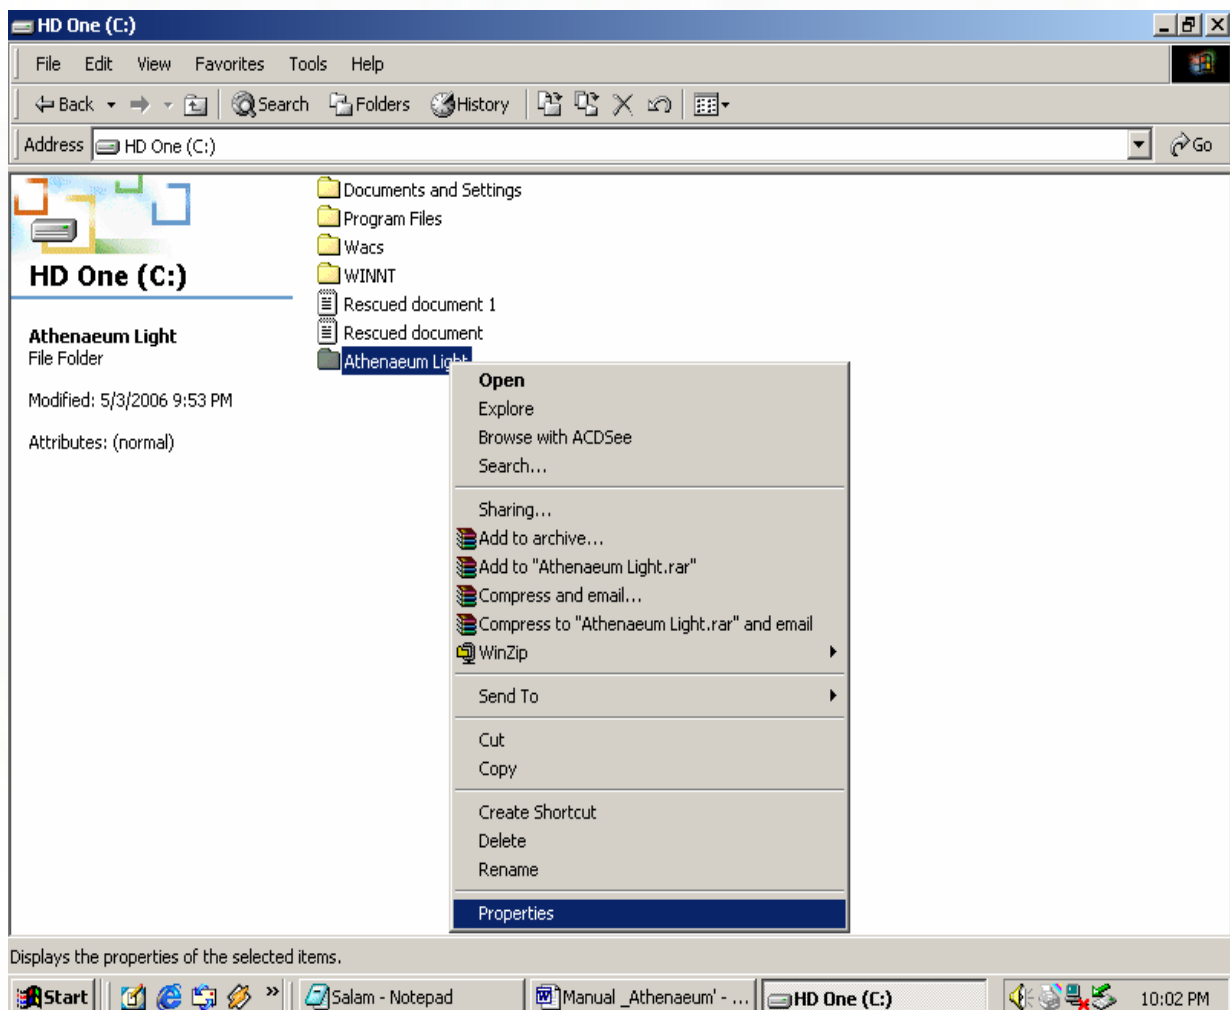 HD One (C:)
File Edit View Favorites Tools Help
Back Search Folders History
Address HD One (C:) Go
HD One (C:)
Athenaeum Light
File Folder
Modified: 5/3/2006 9:53 PM
Attributes: (normal)
Documents and Settings
Program Files
Wacs
WINNT
Rescued document 1
Rescued document
Athenaeum Light
Open
Explore
Browse with ACDSee
Search...
Sharing...
Add to archive...
Add to "Athenaeum Light.rar"
Compress and email...
Compress to "Athenaeum Light.rar" and email
WinZip
Send To
Cut
Copy
Create Shortcut
Delete
Rename
Properties
Displays the properties of the selected items.
Start » Salam - Notepad Manual _Athenaeum' - ... HD One (C:) 10:02 PM